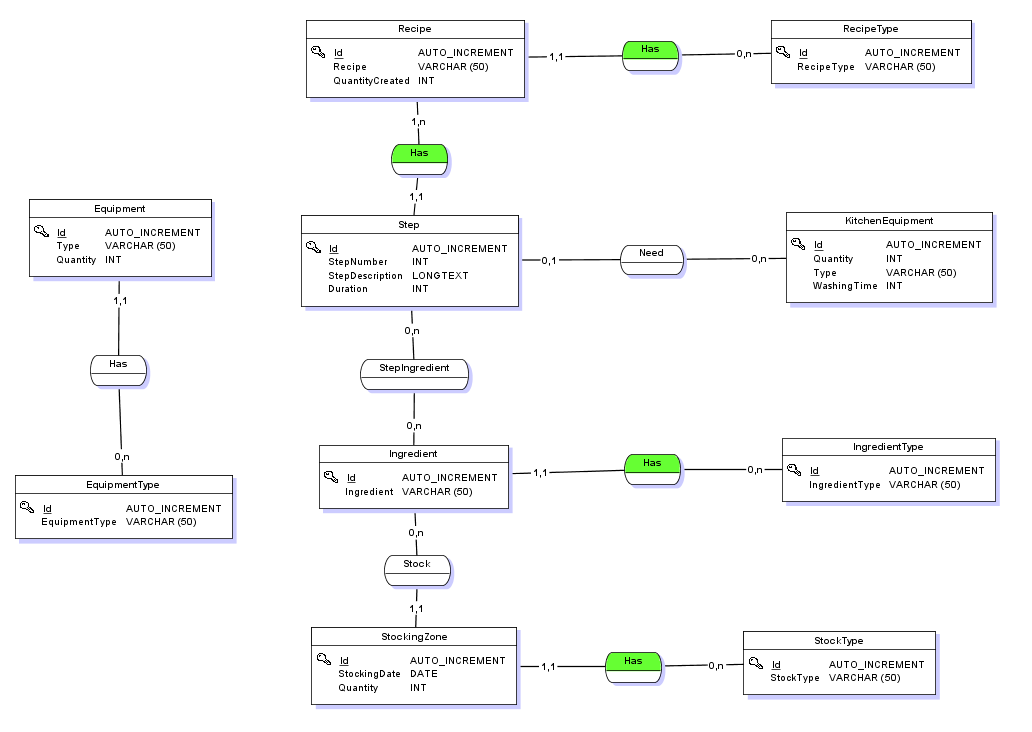 Recipe
Id AUTO_INCREMENT
Recipe VARCHAR (50)
QuantityCreated INT
1,1
Has
0,n
RecipeType
Id AUTO_INCREMENT
RecipeType VARCHAR (50)
1,n
Has
1,1
Equipment
Id AUTO_INCREMENT
Type VARCHAR (50)
Quantity INT
1,1
Has
0,n
EquipmentType
Id AUTO_INCREMENT
EquipmentType VARCHAR (50)
Step
Id AUTO_INCREMENT
StepNumber INT
StepDescription LONGTEXT
Duration INT
0,1
Need
0,n
KitchenEquipment
Id AUTO_INCREMENT
Quantity INT
Type VARCHAR (50)
WashingTime INT
0,n
StepIngredient
0,n
Ingredient
Id AUTO_INCREMENT
Ingredient VARCHAR (50)
1,1
Has
0,n
IngredientType
Id AUTO_INCREMENT
IngredientType VARCHAR (50)
0,n
Stock
1,1
StockingZone
Id AUTO_INCREMENT
StockingDate DATE
Quantity INT
1,1
Has
0,n
StockType
Id AUTO_INCREMENT
StockType VARCHAR (50)